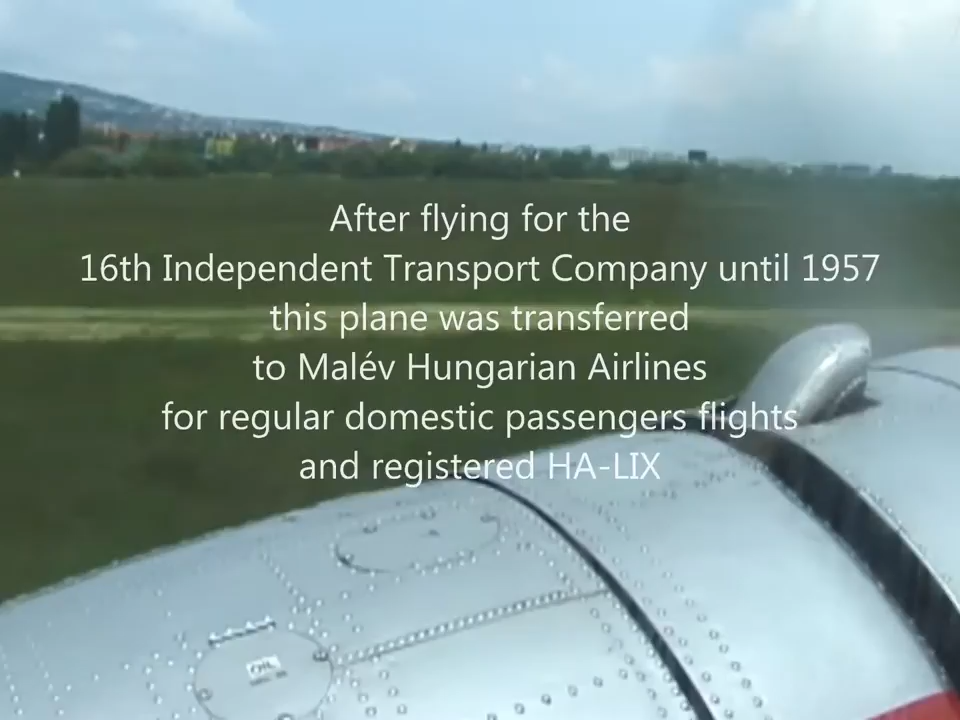 After flying for the
16th Independent Transport Company until 1957
this plane was transferred
to Malév Hungarian Airlines
for regular domestic passengers flights
and registered HA-LIX
OIL